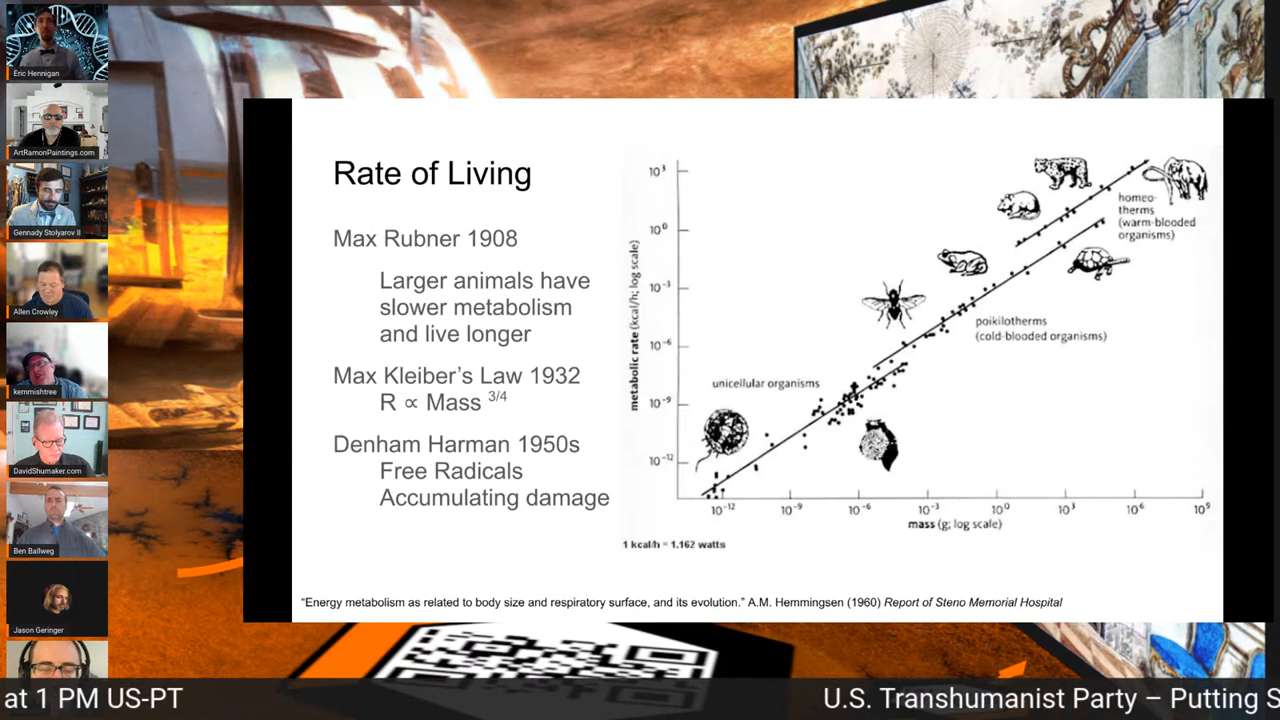 Eric Hennigan
ArtRamonPaintings.com
Gennady Stolyarov II
Allen Crowley
kemmishtree
DavidShumaker.com
Ben Ballweg
Jason Geringer
Rate of Living
Max Rubner 1908
Larger animals have
slower metabolism
and live longer
Max Kleiber's Law 1932
R ∝ Mass 3/4
Denham Harman 1950s
Free Radicals
Accumulating damage
metabolic rate (kcal/h; log scale)
10³
10⁰
10⁻³
10⁻⁶
10⁻⁹
10⁻¹²
homeo-
therms
(warm-blooded
organisms)
poikilotherms
(cold-blooded organisms)
unicellular organisms
10⁻¹² 10⁻⁹ 10⁻⁶ 10⁻³ 10⁰ 10³ 10⁶ 10⁹
mass (g; log scale)
1 kcal/h = 1.162 watts
“Energy metabolism as related to body size and respiratory surface, and its evolution.” A.M. Hemmingsen (1960) Report of Steno Memorial Hospital
at 1 PM US-PT U.S. Transhumanist Party – Putting S